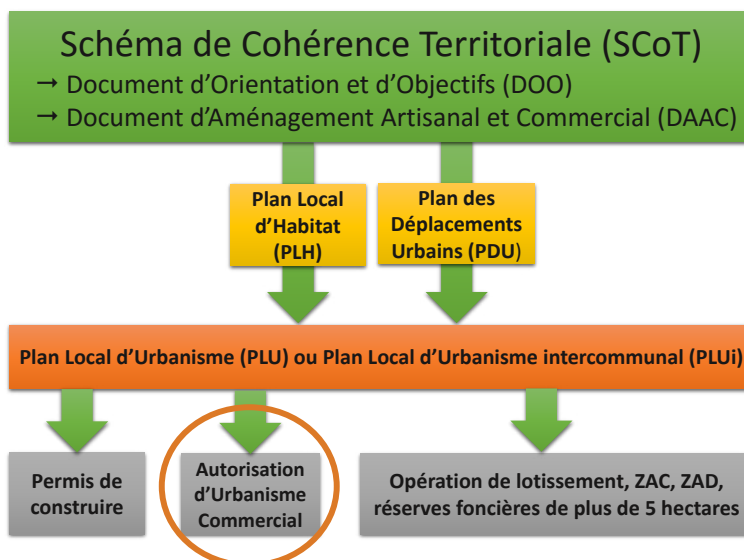 Schéma de Cohérence Territoriale (SCoT)
→ Document d’Orientation et d’Objectifs (DOO)
→ Document d’Aménagement Artisanal et Commercial (DAAC)
Plan Local
d’Habitat
(PLH)
Plan des
Déplacements
Urbains (PDU)
Plan Local d’Urbanisme (PLU) ou Plan Local d’Urbanisme intercommunal (PLUi)
Permis de
construire
Autorisation
d’Urbanisme
Commercial
Opération de lotissement, ZAC, ZAD,
réserves foncières de plus de 5 hectares